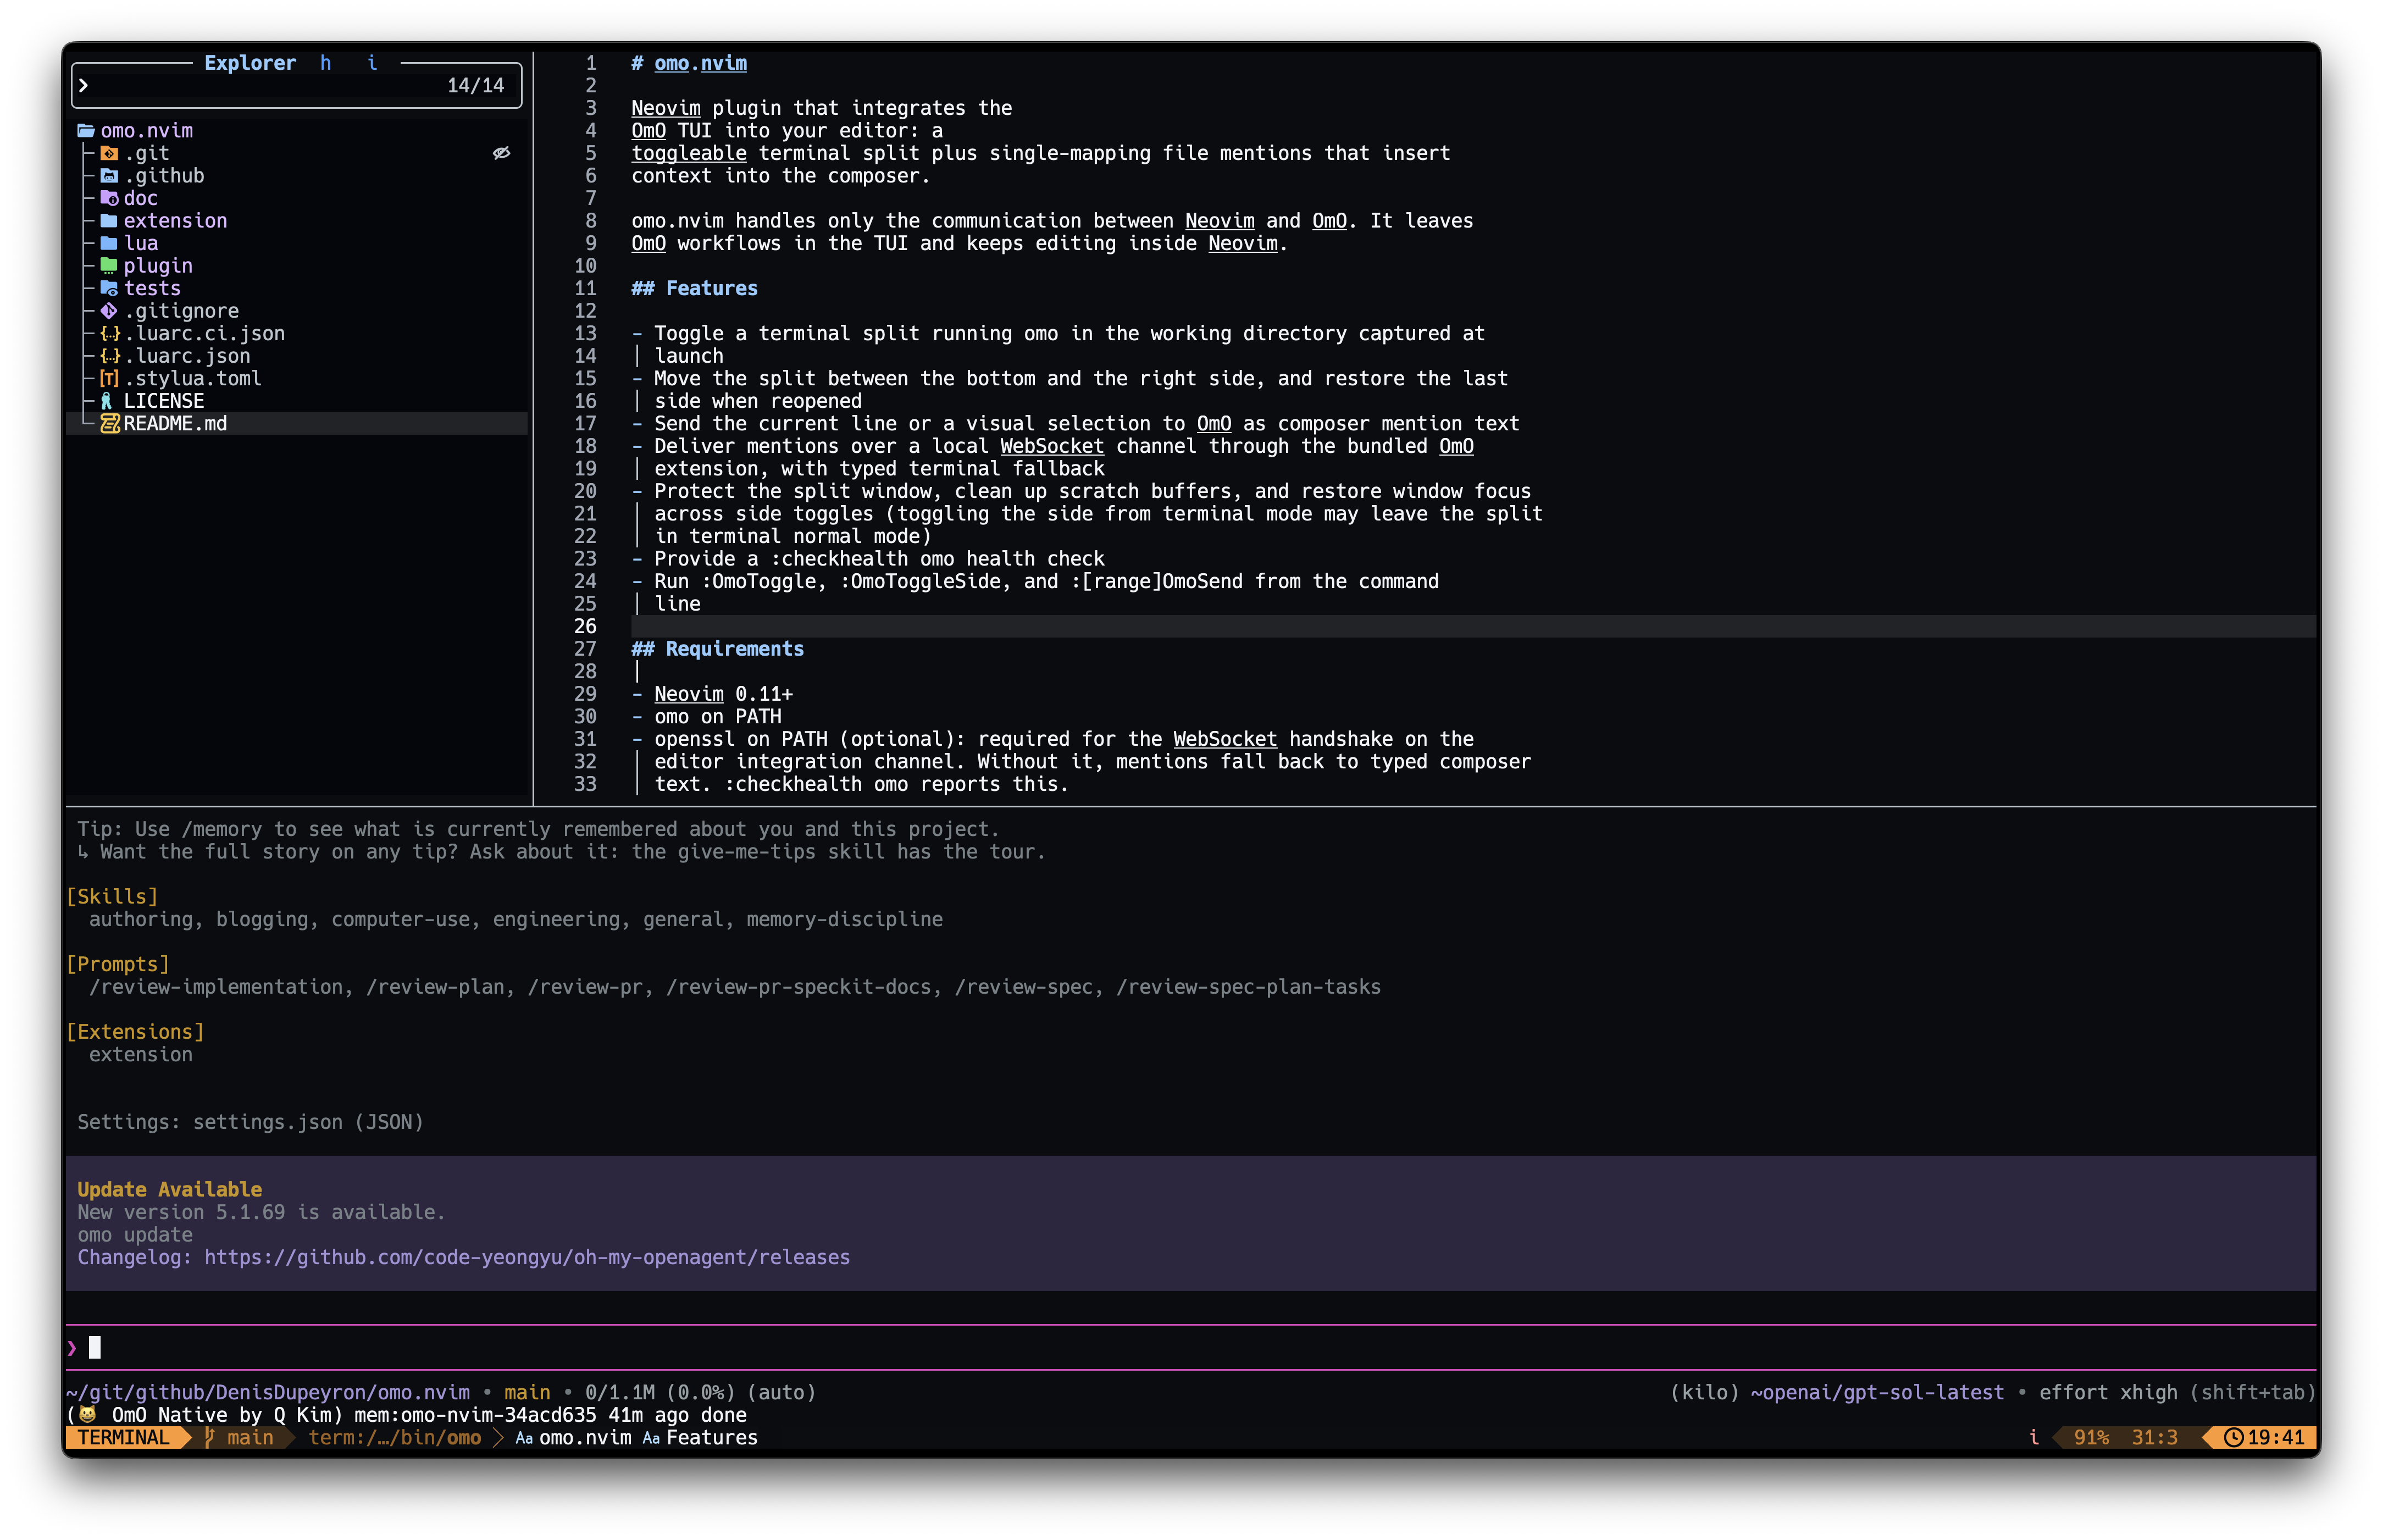 Explorer h i
14/14
omo.nvim
.git
.github
doc
extension
lua
plugin
tests
.gitignore
.luarc.ci.json
.luarc.json
.stylua.toml
LICENSE
README.md
1 # omo.nvim
2
3 Neovim plugin that integrates the
4 OmO TUI into your editor: a
5 toggleable terminal split plus single-mapping file mentions that insert
6 context into the composer.
7
8 omo.nvim handles only the communication between Neovim and OmO. It leaves
9 OmO workflows in the TUI and keeps editing inside Neovim.
10
11 ## Features
12
13 - Toggle a terminal split running omo in the working directory captured at
14 launch
15 - Move the split between the bottom and the right side, and restore the last
16 side when reopened
17 - Send the current line or a visual selection to OmO as composer mention text
18 - Deliver mentions over a local WebSocket channel through the bundled OmO
19 extension, with typed terminal fallback
20 - Protect the split window, clean up scratch buffers, and restore window focus
21 across side toggles (toggling the side from terminal mode may leave the split
22 in terminal normal mode)
23 - Provide a :checkhealth omo health check
24 - Run :OmoToggle, :OmoToggleSide, and :[range]OmoSend from the command
25 line
26
27 ## Requirements
28
29 - Neovim 0.11+
30 - omo on PATH
31 - openssl on PATH (optional): required for the WebSocket handshake on the
32 editor integration channel. Without it, mentions fall back to typed composer
33 text. :checkhealth omo reports this.
Tip: Use /memory to see what is currently remembered about you and this project.
↳ Want the full story on any tip? Ask about it: the give-me-tips skill has the tour.
[Skills]
authoring, blogging, computer-use, engineering, general, memory-discipline
[Prompts]
/review-implementation, /review-plan, /review-pr, /review-pr-speckit-docs, /review-spec, /review-spec-plan-tasks
[Extensions]
extension
Settings: settings.json (JSON)
Update Available
New version 5.1.69 is available.
omo update
Changelog: https://github.com/code-yeongyu/oh-my-openagent/releases
~/git/github/DenisDupeyron/omo.nvim • main • 0/1.1M (0.0%) (auto) (kilo) ~openai/gpt-sol-latest • effort xhigh (shift+tab)
(😺 OmO Native by Q Kim) mem:omo-nvim-34acd635 41m ago done
TERMINAL main term:/…/bin/omo Aa omo.nvim Aa Features i 91% 31:3 19:41